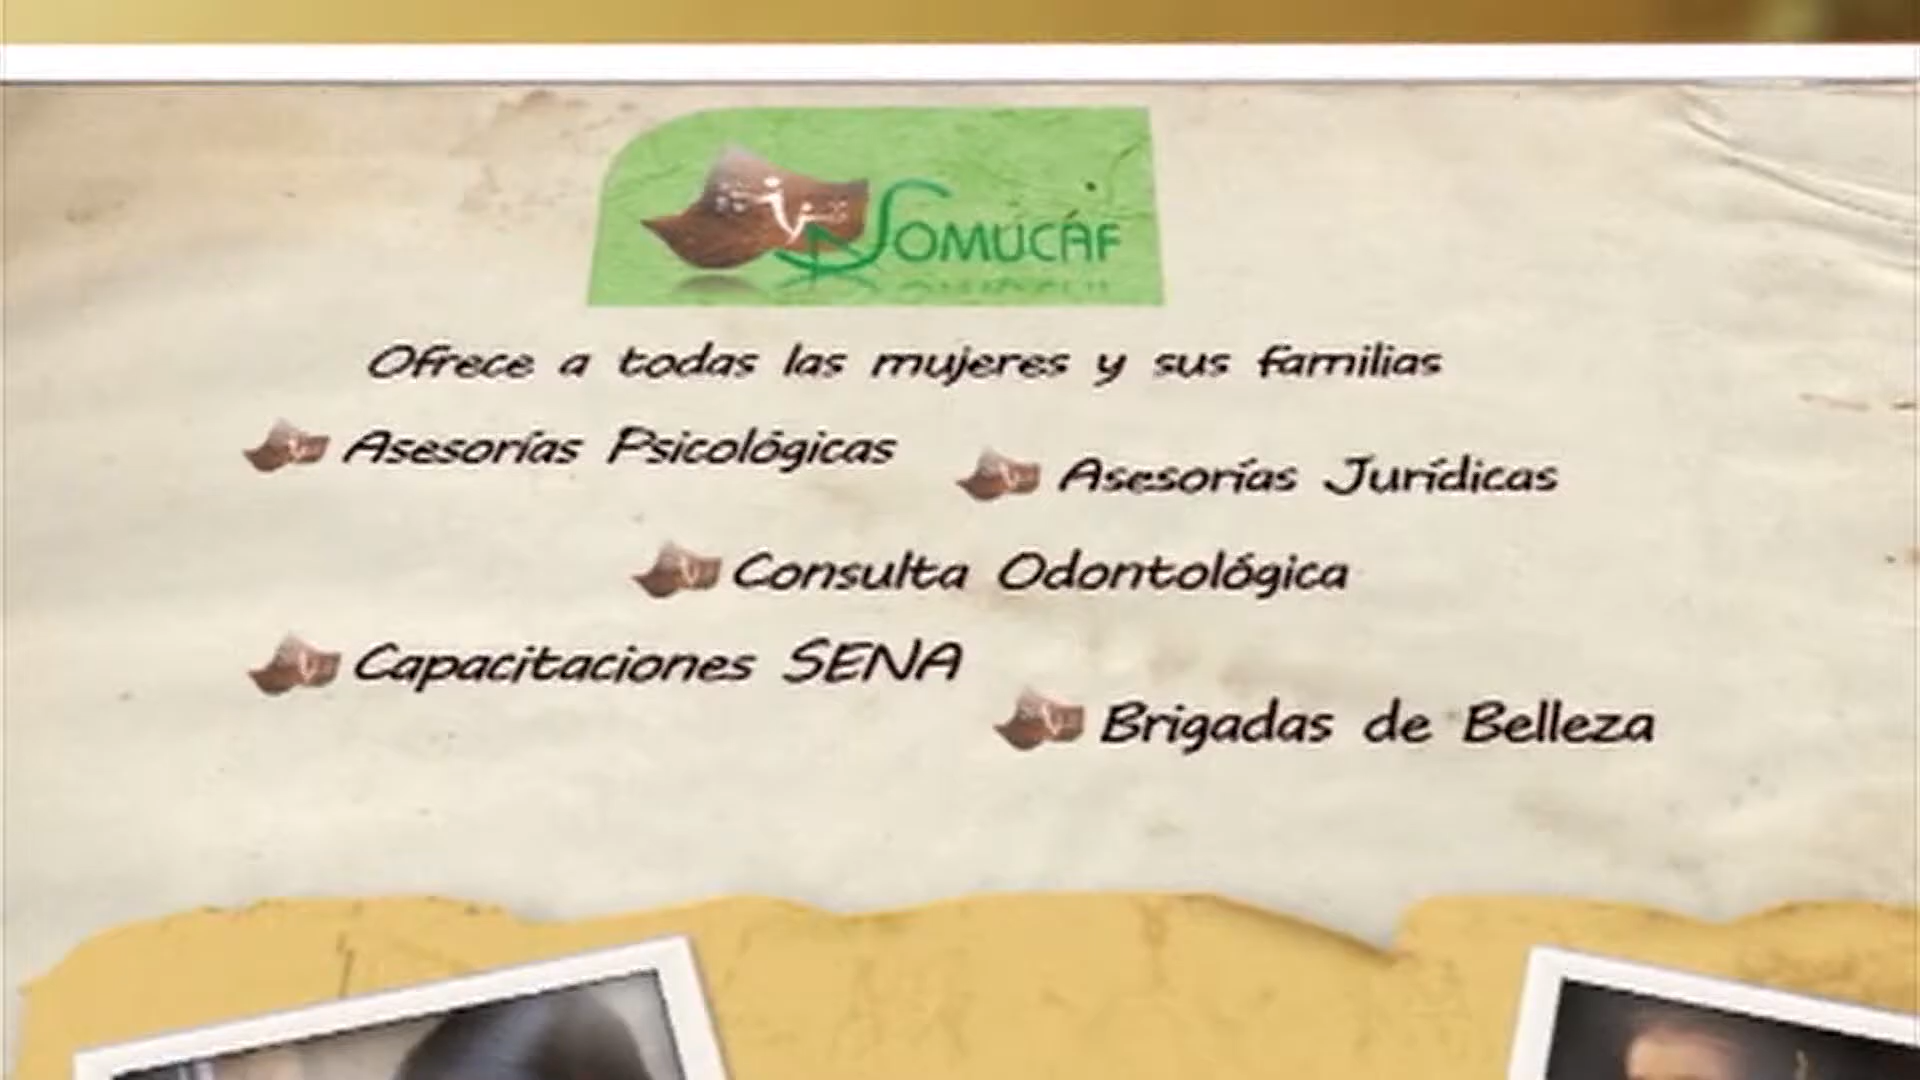 SOMUCAF
Ofrece a todas las mujeres y sus familias
Asesorías Psicológicas
Asesorías Jurídicas
Consulta Odontológica
Capacitaciones SENA
Brigadas de Belleza